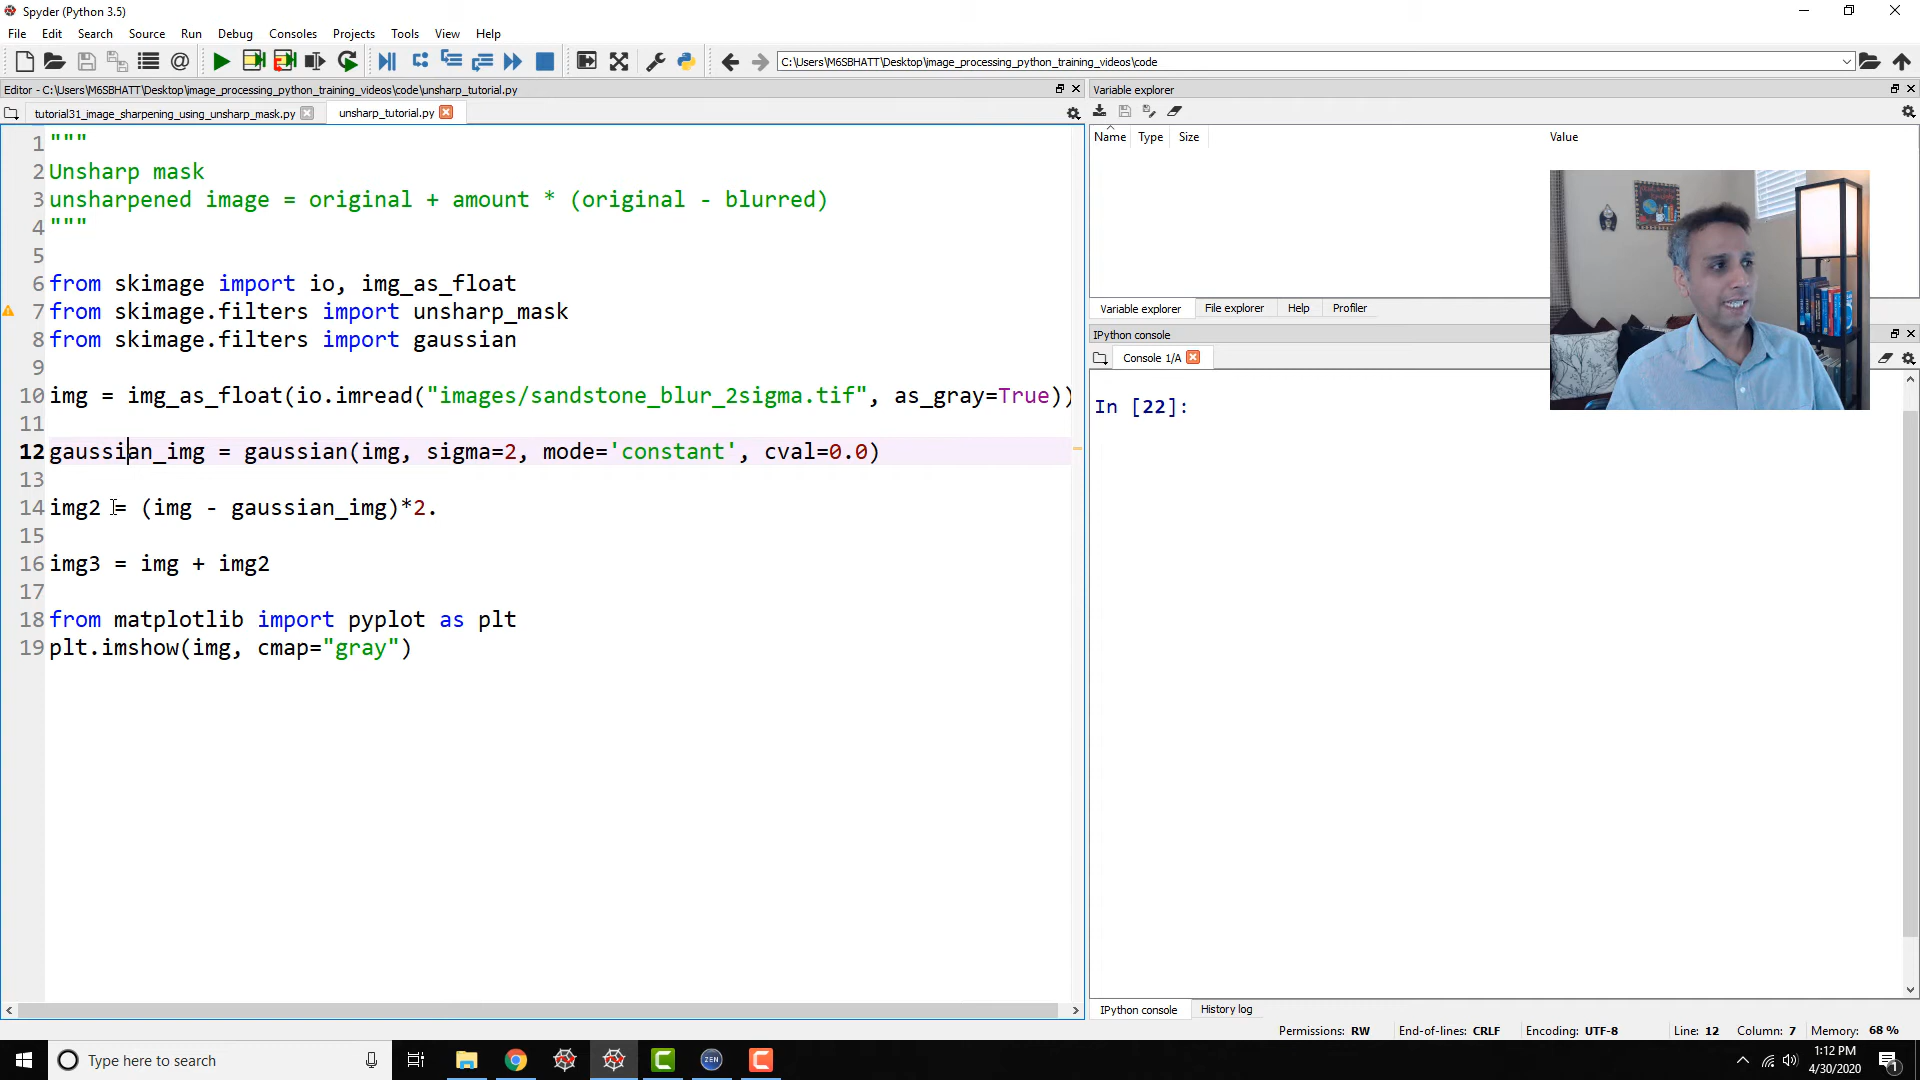 Spyder (Python 3.5)
File Edit Search Source Run Debug Consoles Projects Tools View Help
C:\Users\M6SBHATT\Desktop\image_processing_python_training_videos\code
Editor - C:\Users\M6SBHATT\Desktop\image_processing_python_training_videos\code\unsharp_tutorial.py
tutorial31_image_sharpening_using_unsharp_mask.py
unsharp_tutorial.py
1 """
2 Unsharp mask
3 unsharpened image = original + amount * (original - blurred)
4 """
5
6 from skimage import io, img_as_float
7 from skimage.filters import unsharp_mask
8 from skimage.filters import gaussian
9
10 img = img_as_float(io.imread("images/sandstone_blur_2sigma.tif", as_gray=True))
11
12 gaussian_img = gaussian(img, sigma=2, mode='constant', cval=0.0)
13
14 img2 = (img - gaussian_img)*2.
15
16 img3 = img + img2
17
18 from matplotlib import pyplot as plt
19 plt.imshow(img, cmap="gray")
Variable explorer
Name Type Size Value
Variable explorer File explorer Help Profiler
IPython console
Console 1/A
In [22]:
IPython console History log
Permissions: RW End-of-lines: CRLF Encoding: UTF-8 Line: 12 Column: 7 Memory: 68 %
Type here to search
ZEN
1:12 PM
4/30/2020
1